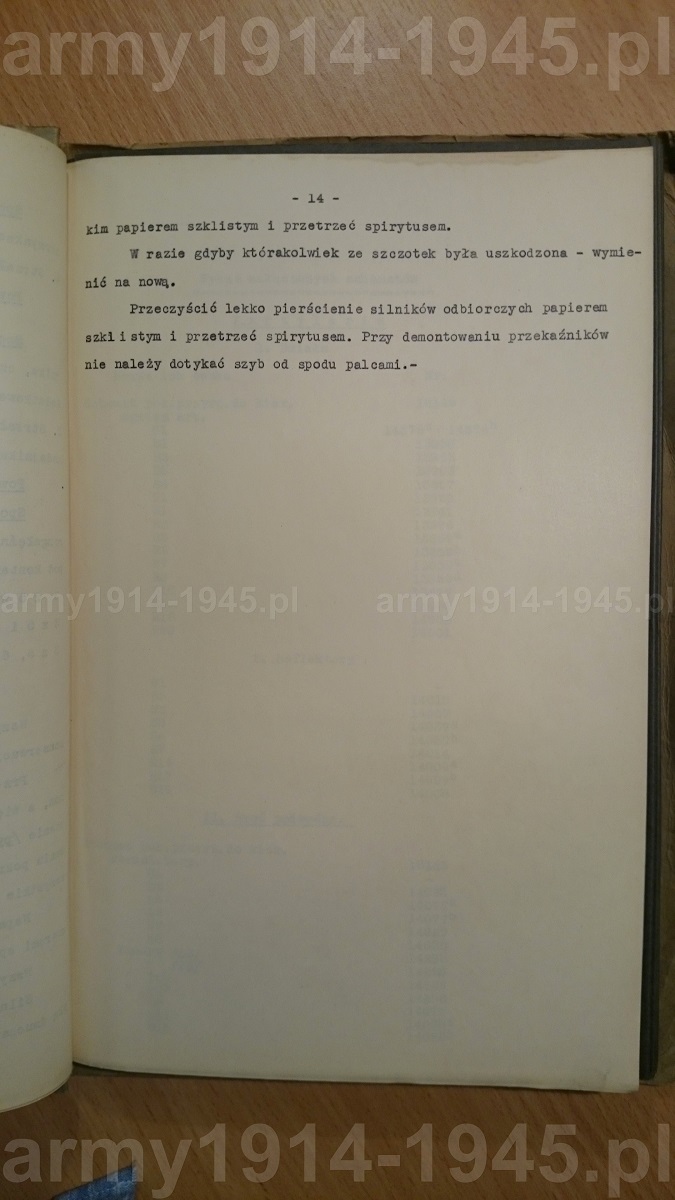 army1914-1945.pl
- 14 -
kim papierem szklistym i przetrzeć spirytusem.
W razie gdyby którakolwiek ze szczotek była uszkodzona - wymie-
nić na nową.
Przeczyścić lekko pierścienie silników odbiorczych papierem
szklistym i przetrzeć spirytusem. Przy demontowaniu przekaźników
nie należy dotykać szyb od spodu palcami.-
army1914-1945.pl army1914-1945.pl
army1914-1945.pl